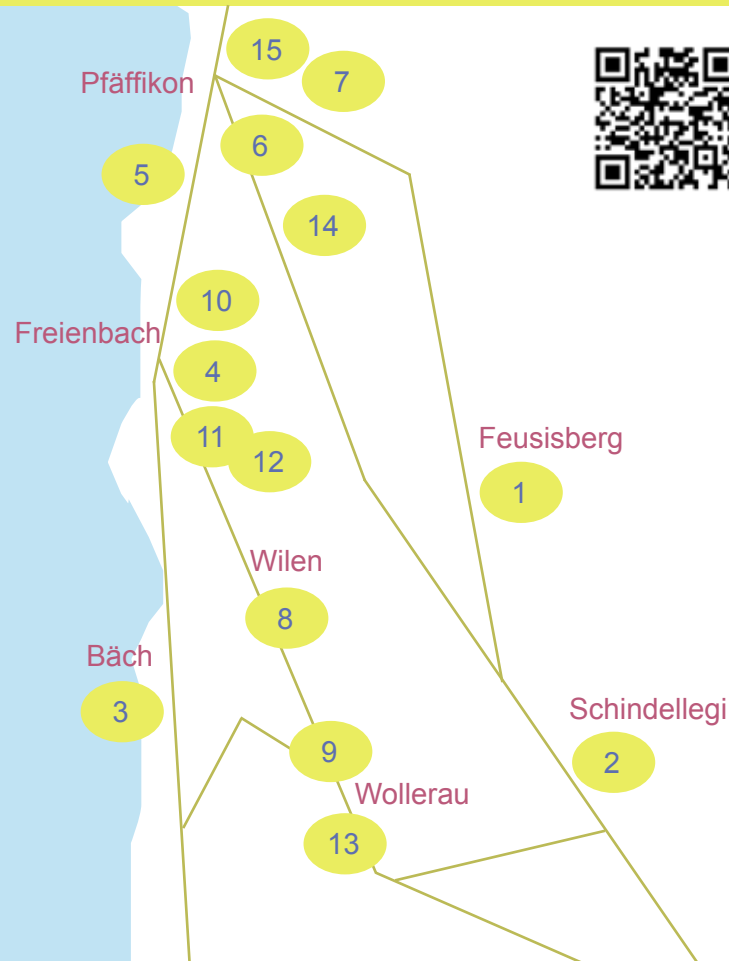 15
7
Pfäffikon
6
5
14
10
Freienbach
4
11
12
Feusisberg
1
Wilen
8
Bäch
3
Schindellegi
9
2
Wollerau
13